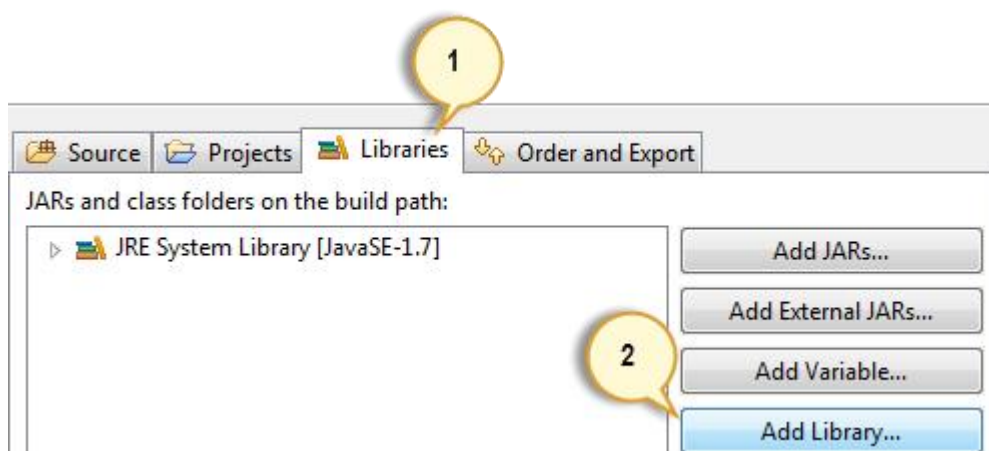 1
Source Projects Libraries Order and Export
JARs and class folders on the build path:
JRE System Library [JavaSE-1.7]
Add JARs...
Add External JARs...
2
Add Variable...
Add Library...